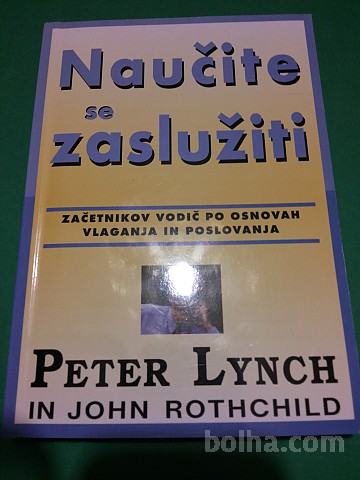 Naučite
se
zaslužiti
ZAČETNIKOV VODIČ PO OSNOVAH
VLAGANJA IN POSLOVANJA
PETER LYNCH
IN JOHN ROTHCHILD
bolha.com